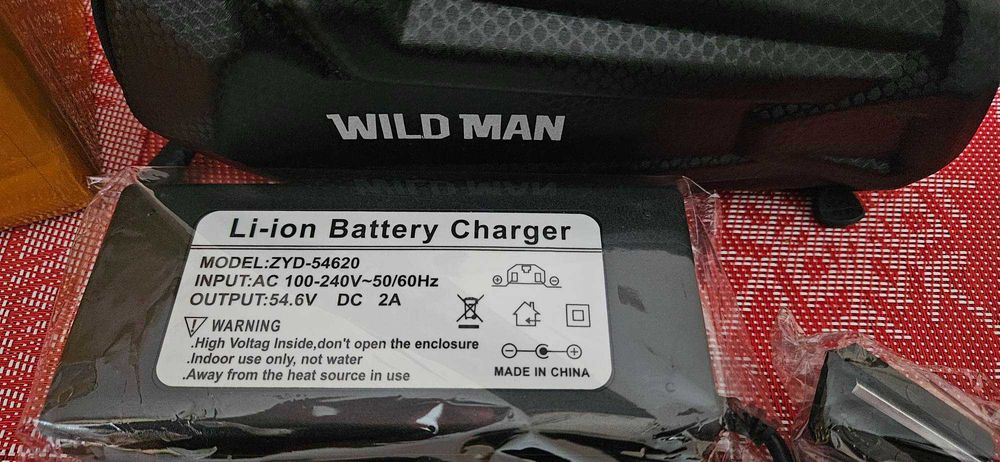 WILD MAN
Li-ion Battery Charger
MODEL:ZYD-54620
INPUT:AC 100-240V~50/60Hz
OUTPUT:54.6V DC 2A
WARNING
.High Voltag Inside,don't open the enclosure
.Indoor use only, not water
.Away from the heat source in use
MADE IN CHINA